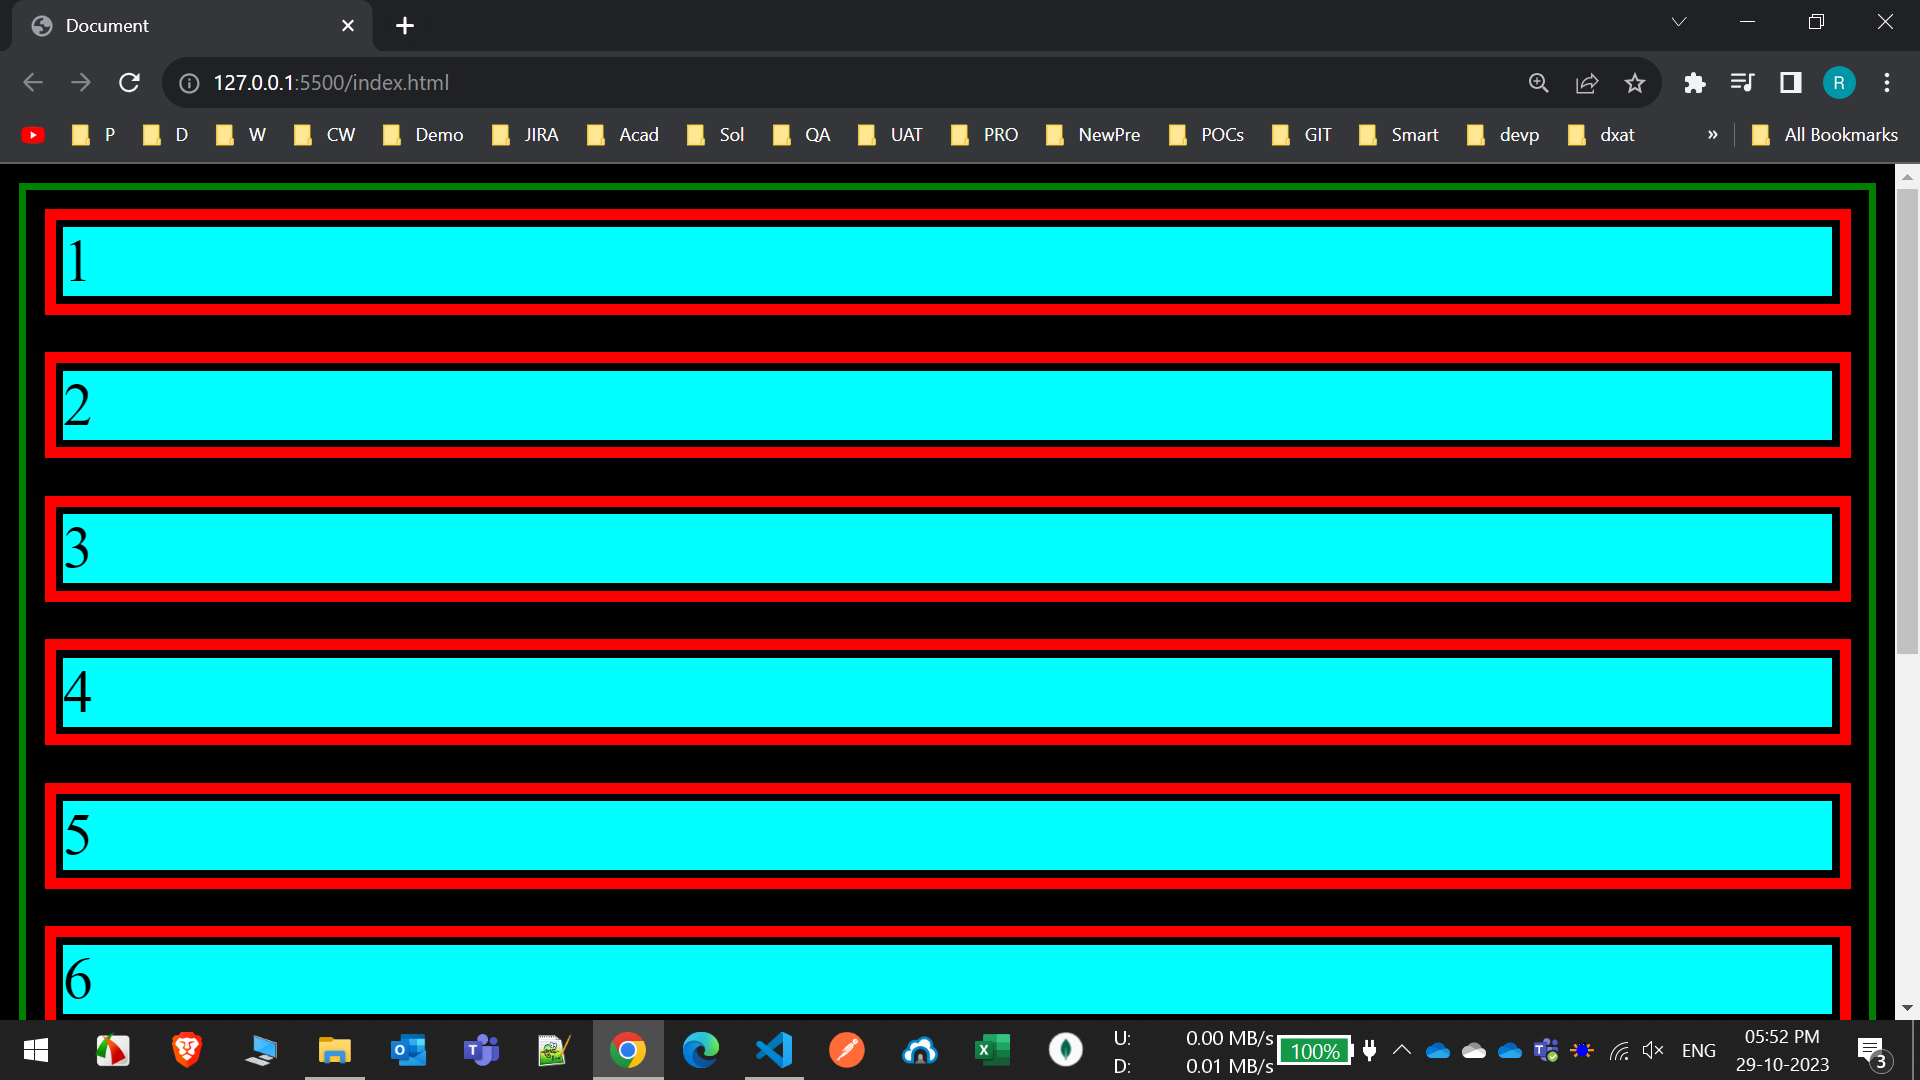 Document
127.0.0.1:5500/index.html
R
P D W CW Demo JIRA Acad Sol QA UAT PRO NewPre POCs GIT Smart devp dxat » All Bookmarks
1
2
3
4
5
6
U: 0.00 MB/s
D: 0.01 MB/s
100%
ENG
05:52 PM
29-10-2023
3